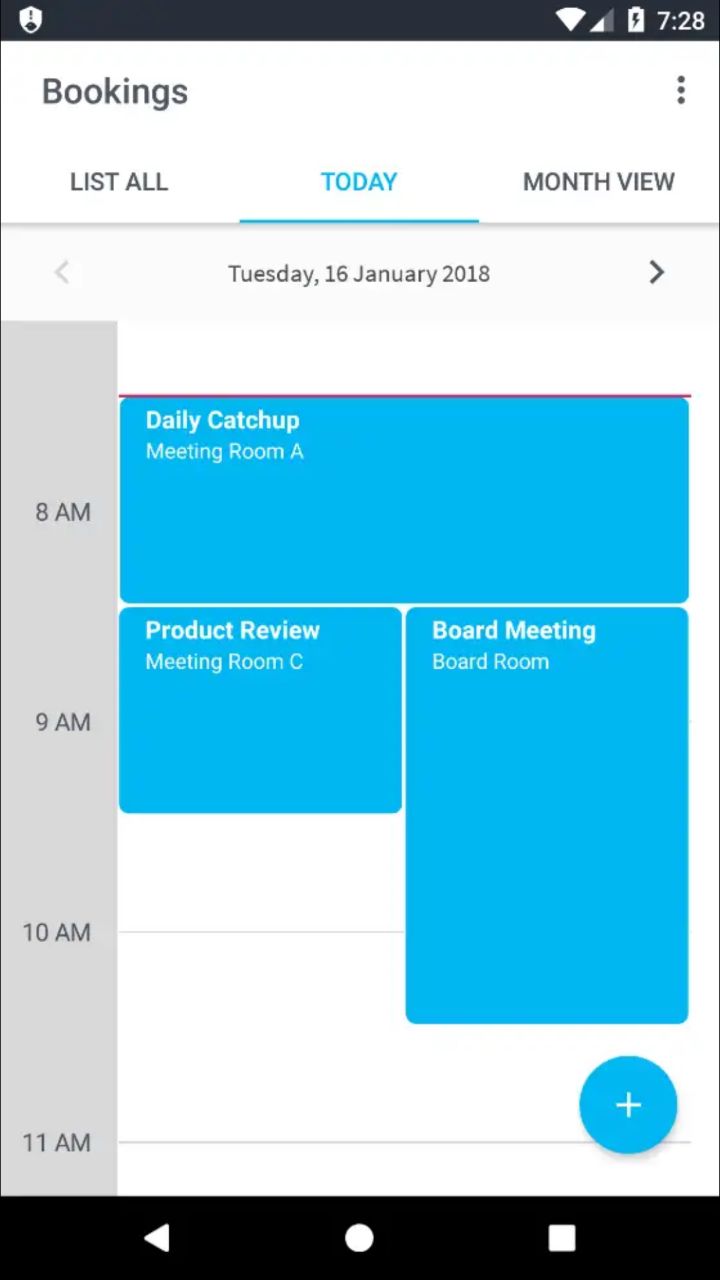 7:28
Bookings
LIST ALL
TODAY
MONTH VIEW
Tuesday, 16 January 2018
Daily Catchup
Meeting Room A
8 AM
Product Review
Meeting Room C
Board Meeting
Board Room
9 AM
10 AM
11 AM